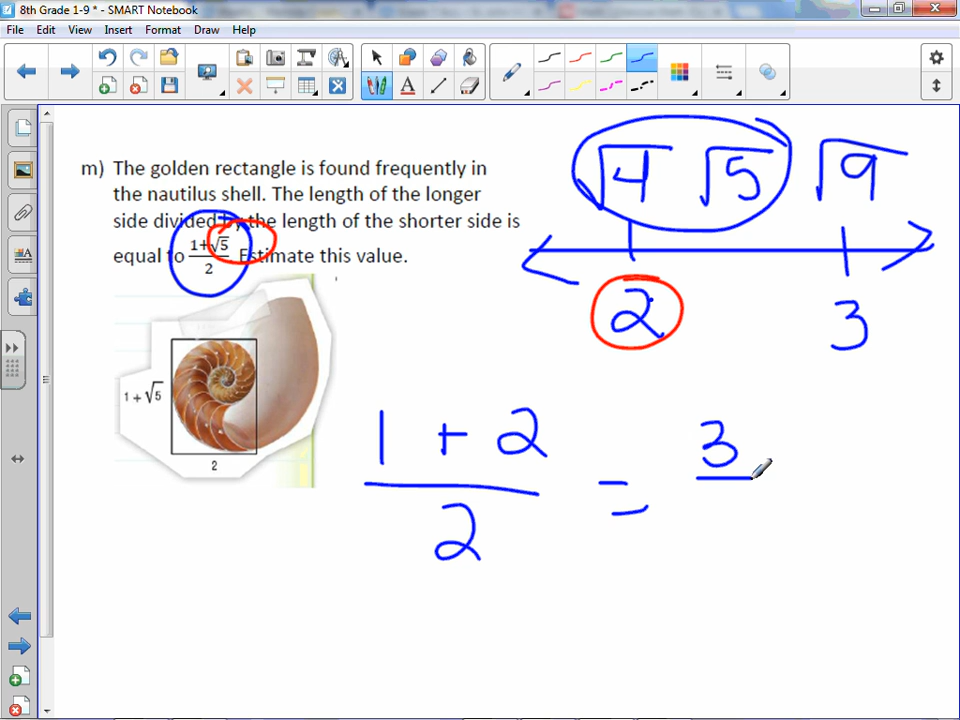 8th Grade 1-9 * - SMART Notebook
File Edit View Insert Format Draw Help
m) The golden rectangle is found frequently in
the nautilus shell. The length of the longer
side divided by the length of the shorter side is
equal to (1+√5)/2. Estimate this value.
1 + √5
2
√4 √5 √9
2 3
1 + 2 = 3
2